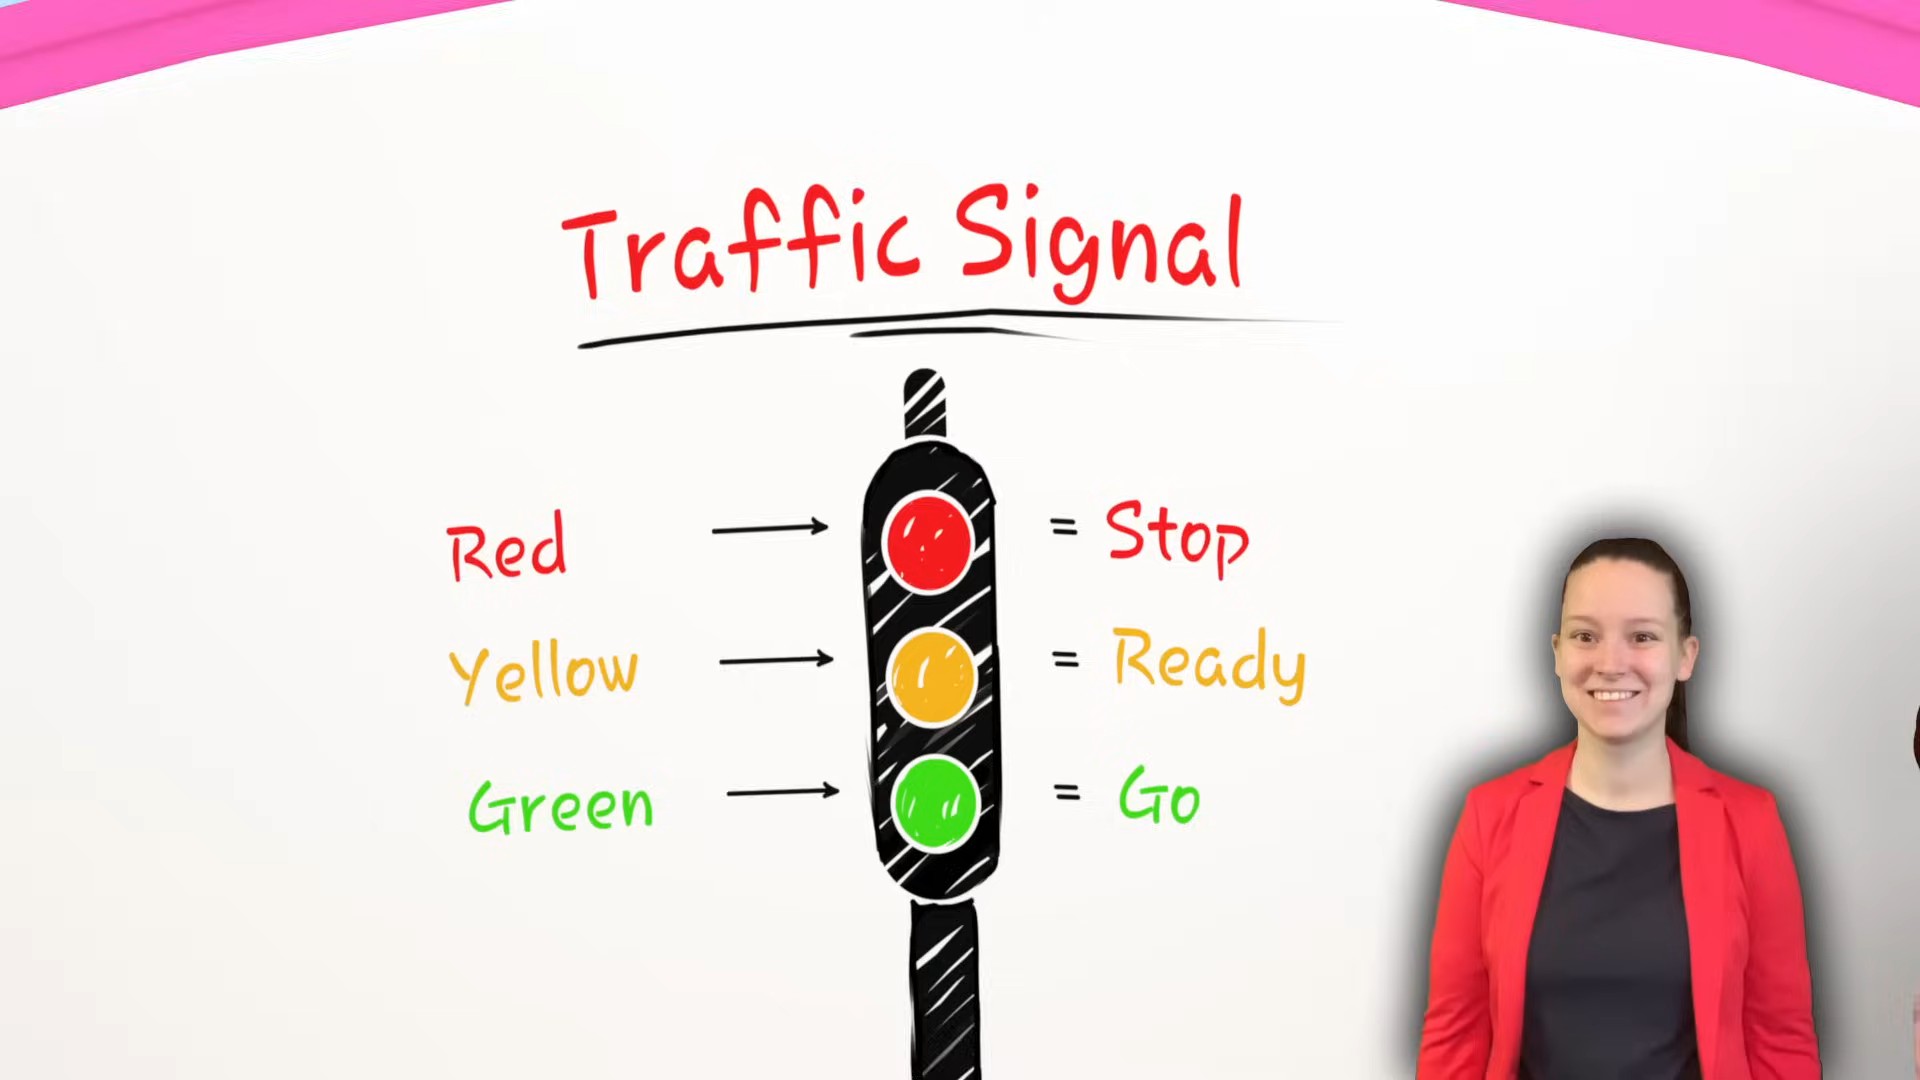 Traffic Signal
Red → = Stop
Yellow → = Ready
Green → = Go